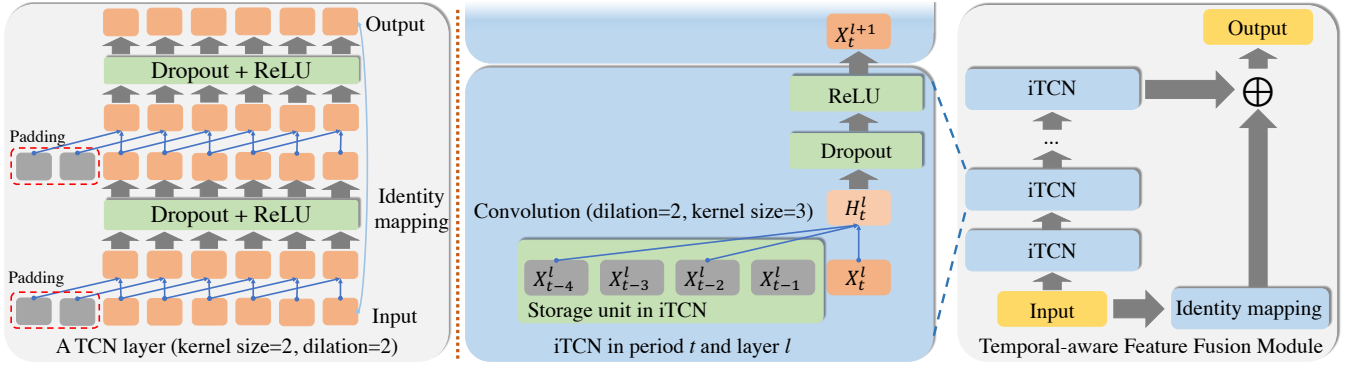 Output
Dropout + ReLU
Padding
Identity
mapping
Dropout + ReLU
Padding
Input
A TCN layer (kernel size=2, dilation=2)
X_t^{l+1}
ReLU
Dropout
Convolution (dilation=2, kernel size=3)
H_t^l
X_{t-4}^l X_{t-3}^l X_{t-2}^l X_{t-1}^l X_t^l
Storage unit in iTCN
iTCN in period t and layer l
Output
iTCN
...
iTCN
iTCN
Input
Identity mapping
Temporal-aware Feature Fusion Module